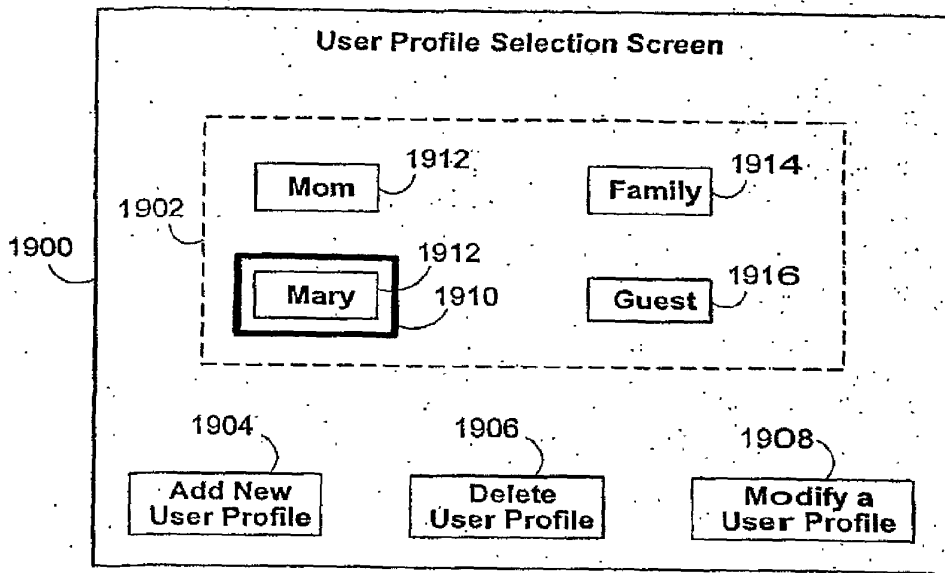 User Profile Selection Screen
1912
1914
Mom
Family
1902
1900
1912
1916
Mary
1910
Guest
1904
1906
1908
Add New
User Profile
Delete
User Profile
Modify a
User Profile